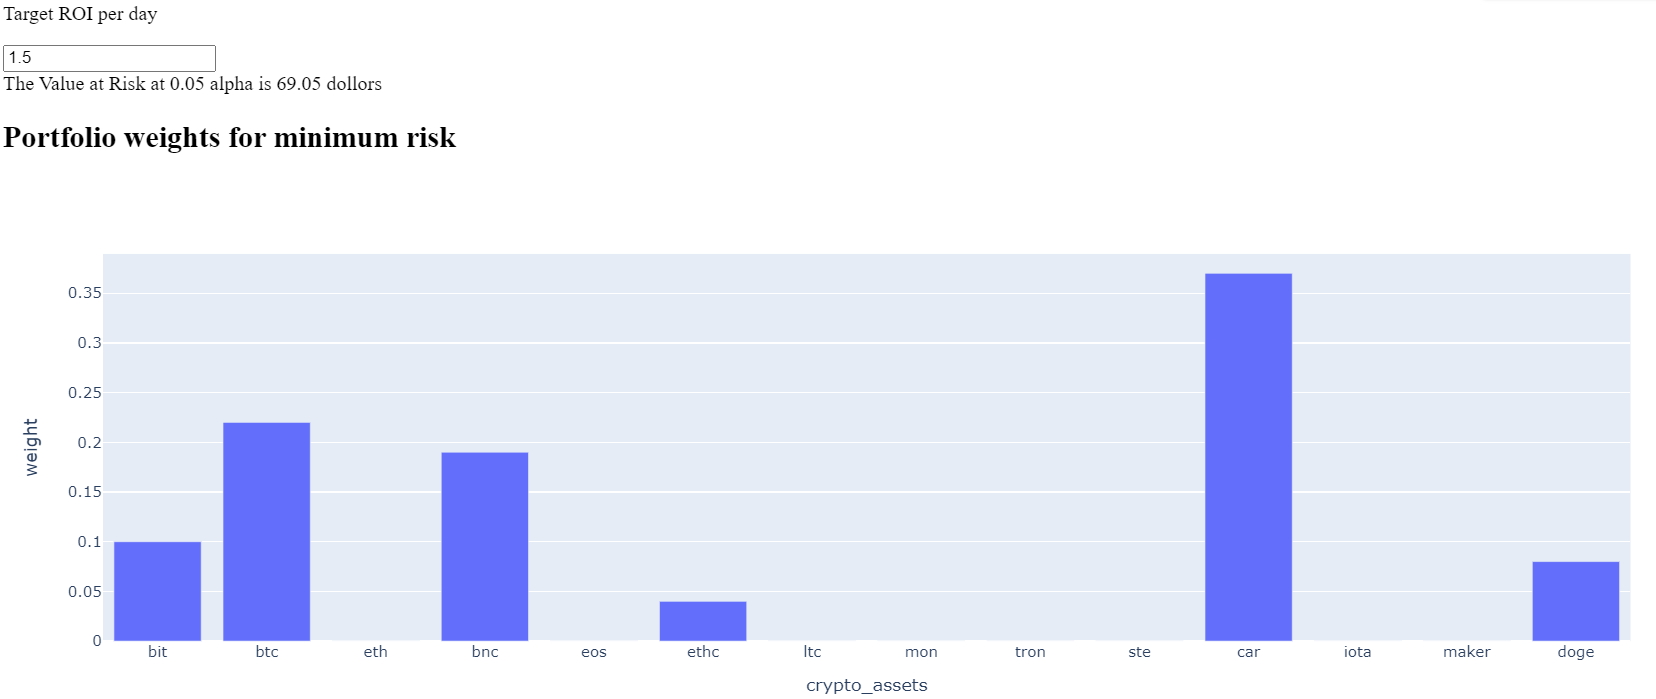 Target ROI per day
1.5
The Value at Risk at 0.05 alpha is 69.05 dollors
Portfolio weights for minimum risk
0.35
0.3
0.25
0.2
0.15
0.1
0.05
0
weight
bit btc eth bnc eos ethc ltc mon tron ste car iota maker doge
crypto_assets